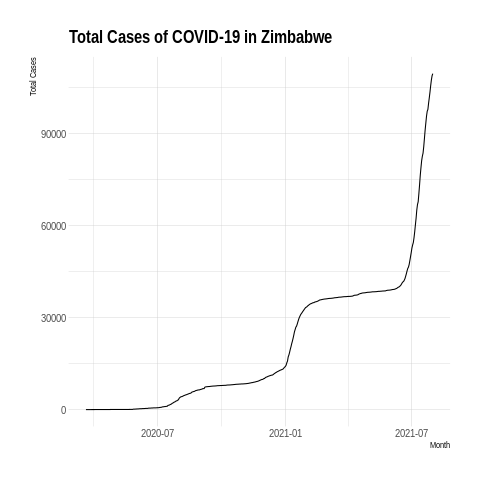 Total Cases of COVID-19 in Zimbabwe
Total Cases
90000
60000
30000
0
2020-07 2021-01 2021-07
Month